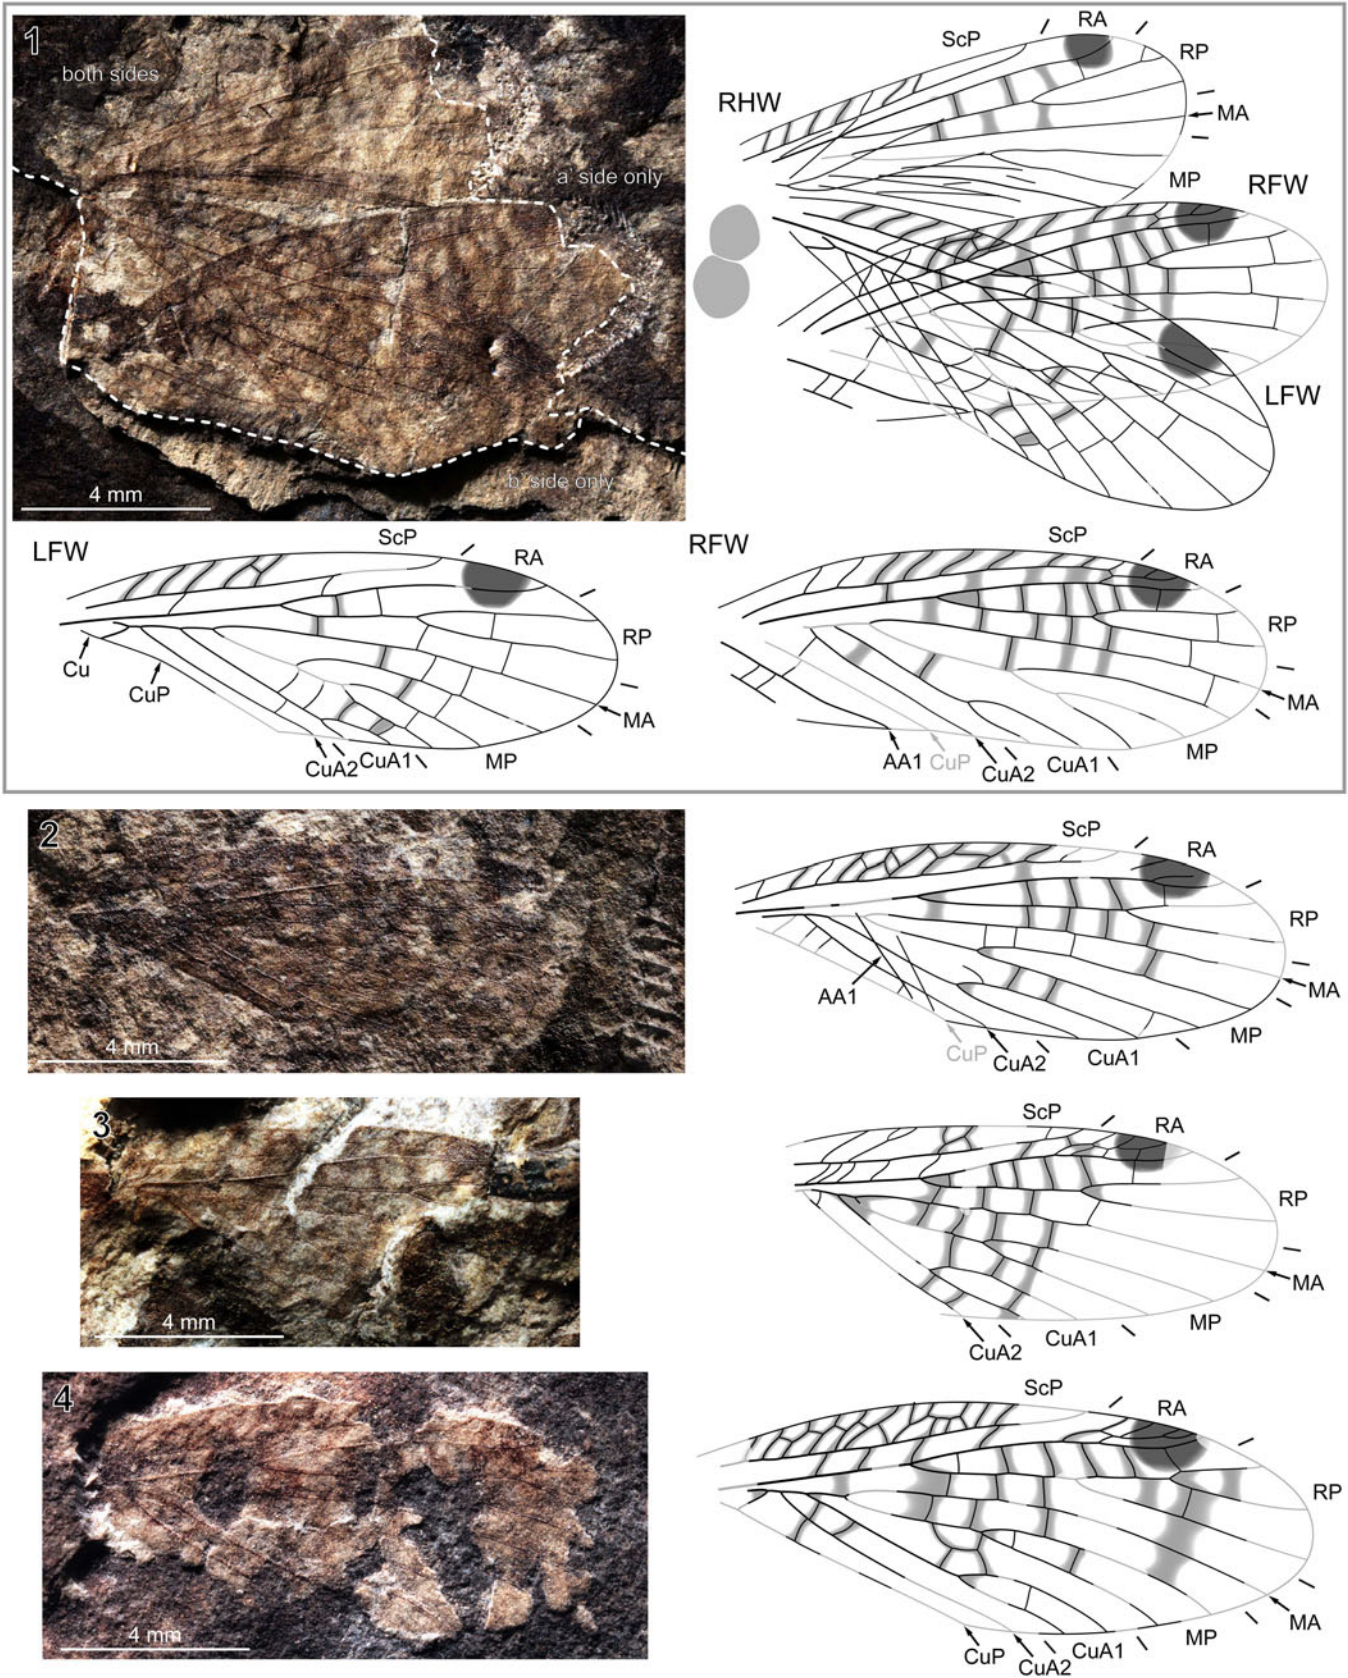 1
both sides
a' side only
b' side only
4 mm
RHW
ScP
RA
RP
MA
MP
RFW
LFW
LFW
ScP
RA
RP
MA
MP
CuA1
CuA2
CuP
Cu
RFW
ScP
RA
RP
MA
MP
CuA1
CuA2
CuP
AA1
2
4 mm
ScP
RA
RP
MA
MP
CuA1
CuA2
CuP
AA1
3
4 mm
ScP
RA
RP
MA
MP
CuA1
CuA2
4
4 mm
ScP
RA
RP
MA
MP
CuA1
CuA2
CuP